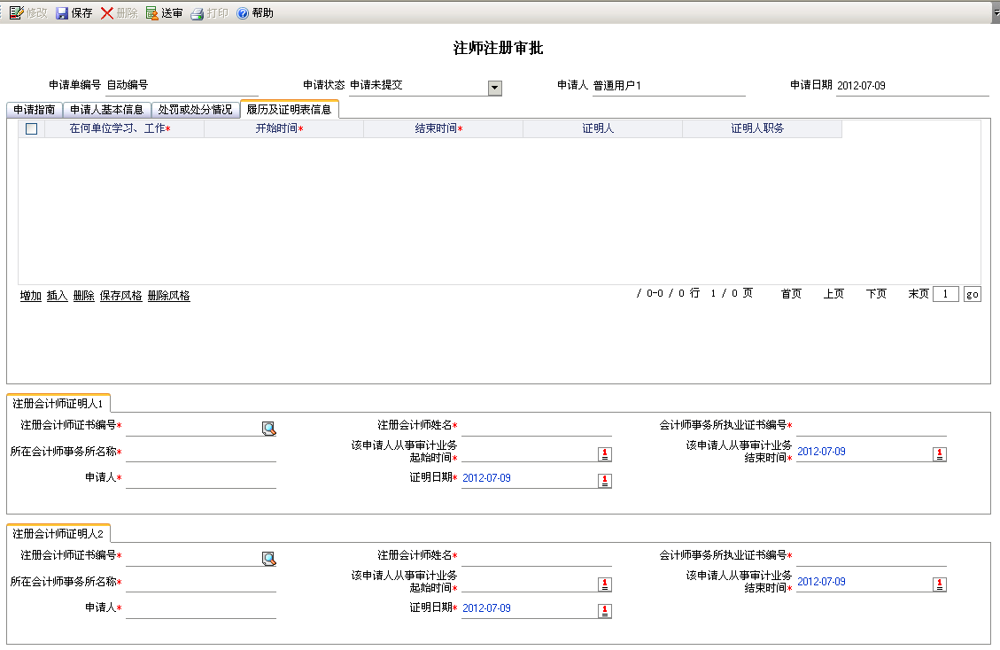 修改 保存 删除 送审 打印 帮助
注师注册审批
申请单编号 自动编号 申请状态 申请未提交 申请人 普通用户1 申请日期 2012-07-09
申请指南 申请人基本信息 处罚或处分情况 履历及证明表信息
在何单位学习、工作* 开始时间* 结束时间* 证明人 证明人职务
增加 插入 删除 保存风格 删除风格 / 0-0 / 0 行 1 / 0 页 首页 上页 下页 末页 1 go
注册会计师证明人1
注册会计师证书编号* 注册会计师姓名* 会计师事务所执业证书编号*
所在会计师事务所名称* 该申请人从事审计业务 起始时间* 该申请人从事审计业务 结束时间* 2012-07-09
申请人* 证明日期* 2012-07-09
注册会计师证明人2
注册会计师证书编号* 注册会计师姓名* 会计师事务所执业证书编号*
所在会计师事务所名称* 该申请人从事审计业务 起始时间* 该申请人从事审计业务 结束时间* 2012-07-09
申请人* 证明日期* 2012-07-09